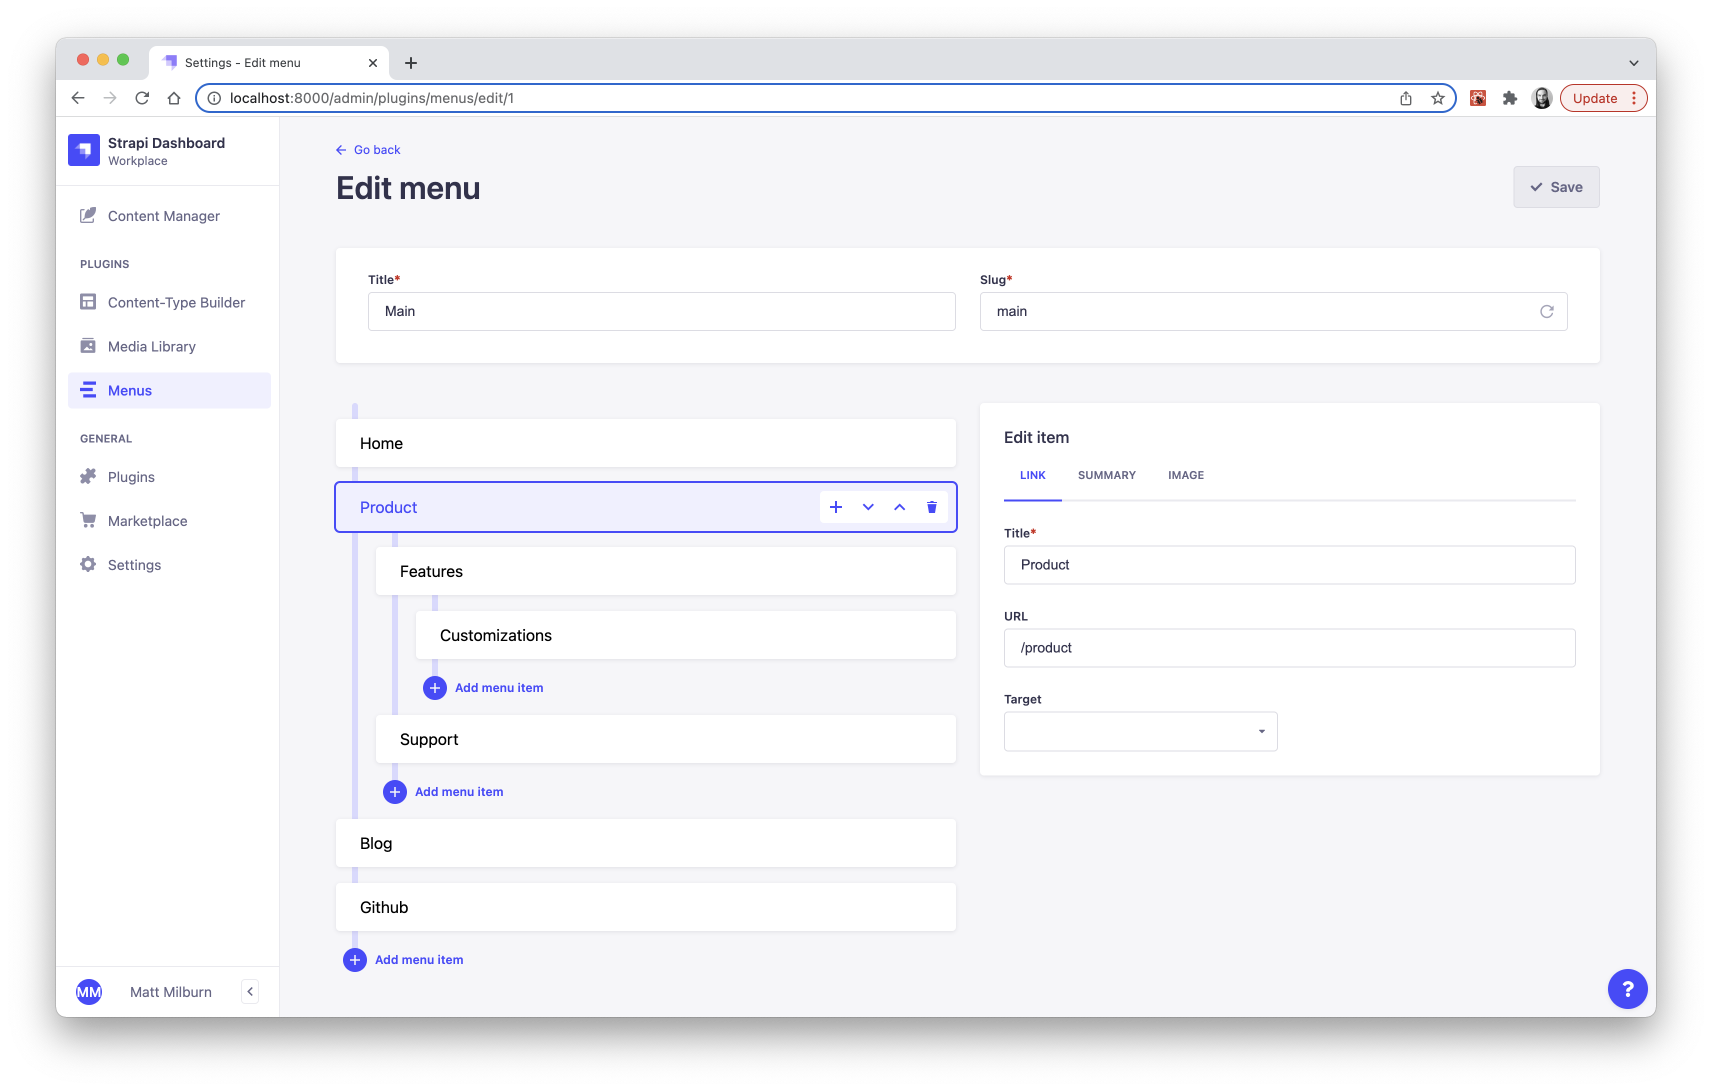 Settings - Edit menu
localhost:8000/admin/plugins/menus/edit/1
Update
Strapi Dashboard
Workplace
Content Manager
PLUGINS
Content-Type Builder
Media Library
Menus
GENERAL
Plugins
Marketplace
Settings
MM
Matt Milburn
Go back
Edit menu
Save
Title*
Main
Slug*
main
Home
Product
Features
Customizations
Add menu item
Support
Add menu item
Blog
Github
Add menu item
Edit item
LINK SUMMARY IMAGE
Title*
Product
URL
/product
Target
?